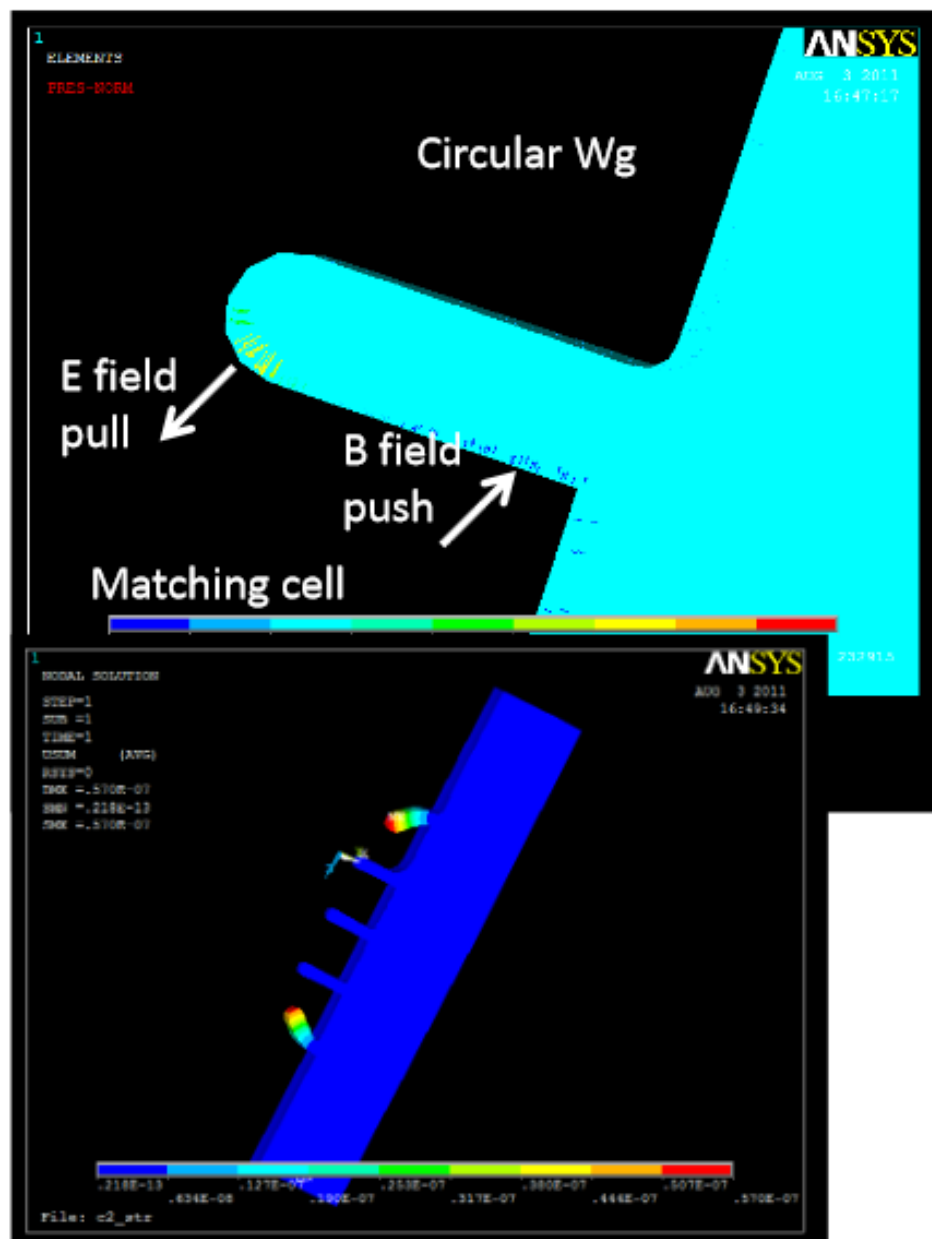 1
ANSYS
ELEMENTS
AUG 3 2011
PRES-NORM
16:47:17
Circular Wg
E field
pull
B field
push
Matching cell
232915
1
ANSYS
NODAL SOLUTION
AUG 3 2011
16:49:34
STEP=1
SUB =1
TIME=1
USUM (AVG)
RSYS=0
DMX =.570E-07
SMN =.218E-13
SMX =.570E-07
.218E-13 .127E-07 .253E-07 .380E-07 .507E-07
.634E-08 .190E-07 .317E-07 .444E-07 .570E-07
File: c2_str